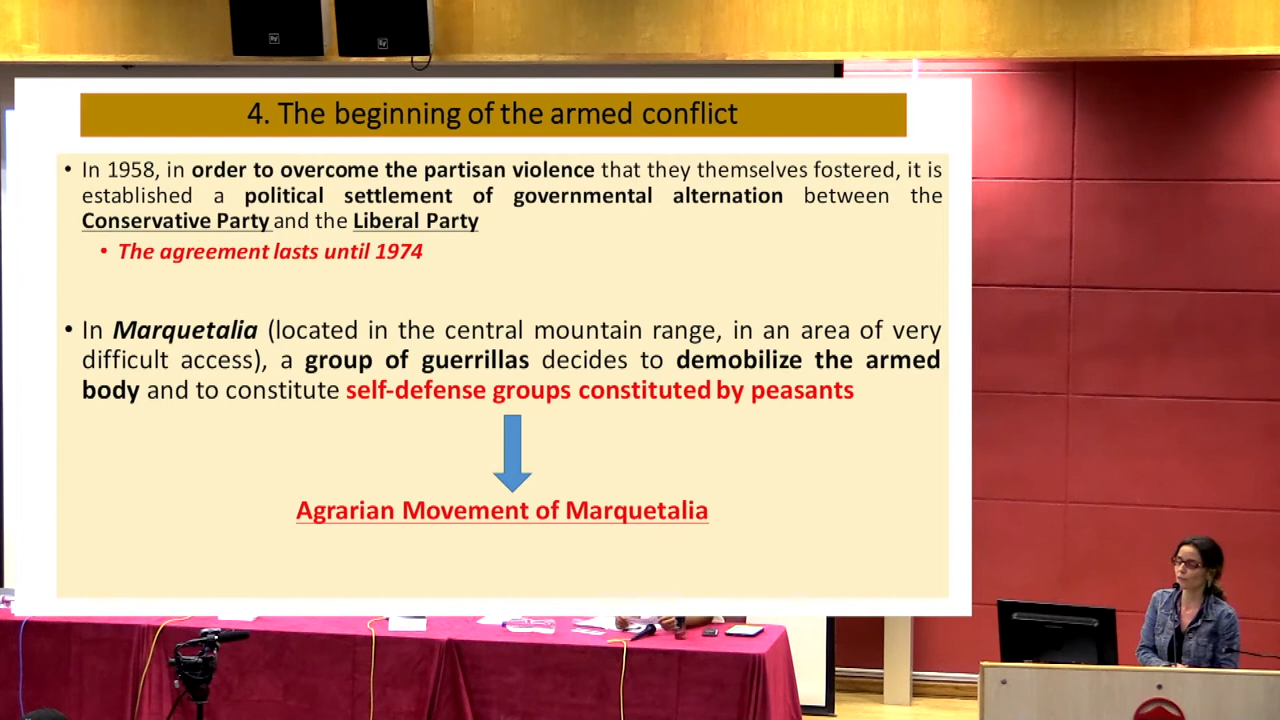 4. The beginning of the armed conflict
• In 1958, in order to overcome the partisan violence that they themselves fostered, it is
established a political settlement of governmental alternation between the
Conservative Party and the Liberal Party
• The agreement lasts until 1974
• In Marquetalia (located in the central mountain range, in an area of very
difficult access), a group of guerrillas decides to demobilize the armed
body and to constitute self-defense groups constituted by peasants
Agrarian Movement of Marquetalia